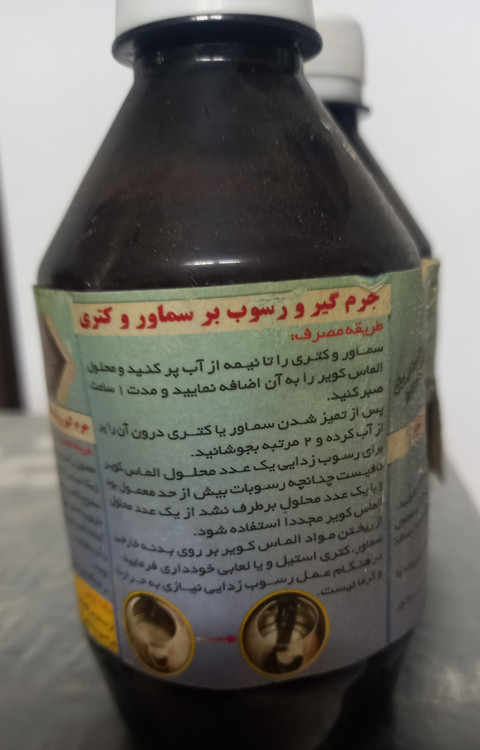 جرم گیر و رسوب بر سماور و کتری
طریقه مصرف:
سماور و کتری را تا نیمه از آب پر کنید و محلول
الماس کویر را به آن اضافه نمایید و مدت ۱ ساعت
صبر کنید.
پس از تمیز شدن سماور یا کتری درون آن را پر
از آب کرده و ۲ مرتبه بجوشانید.
برای رسوب زدایی یک عدد محلول الماس کویر
کافیست چنانچه رسوبات بیش از حد معمول بود
و با یک عدد محلول برطرف نشد از یک عدد محلول
الماس کویر مجددا استفاده شود.
از ریختن مواد الماس کویر بر روی بدنه خارجی
سماور، کتری استیل و یا لعابی خودداری فرمایید.
در هنگام عمل رسوب زدایی نیازی به حرارت
و گرما نیست.